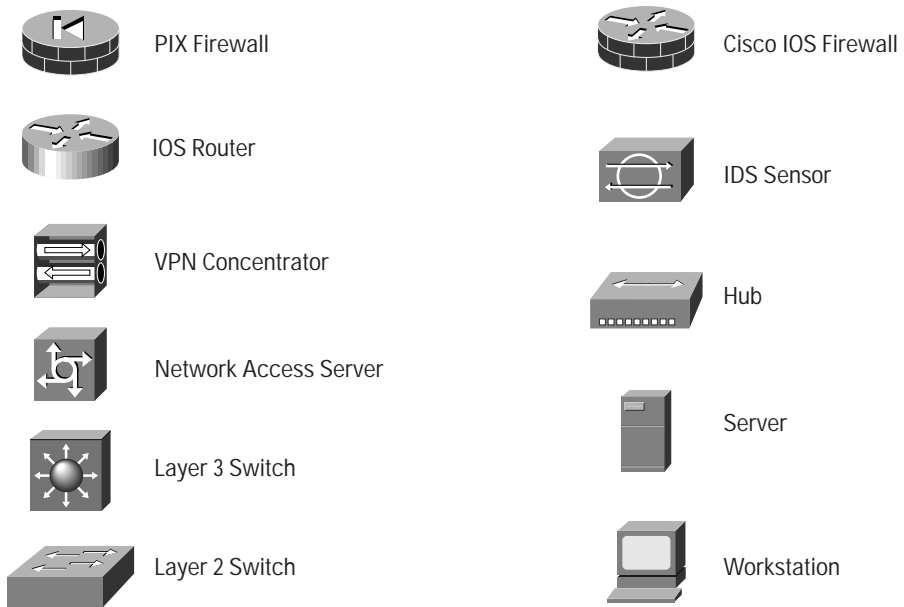 PIX Firewall
Cisco IOS Firewall
IOS Router
IDS Sensor
VPN Concentrator
Hub
Network Access Server
Server
Layer 3 Switch
Layer 2 Switch
Workstation